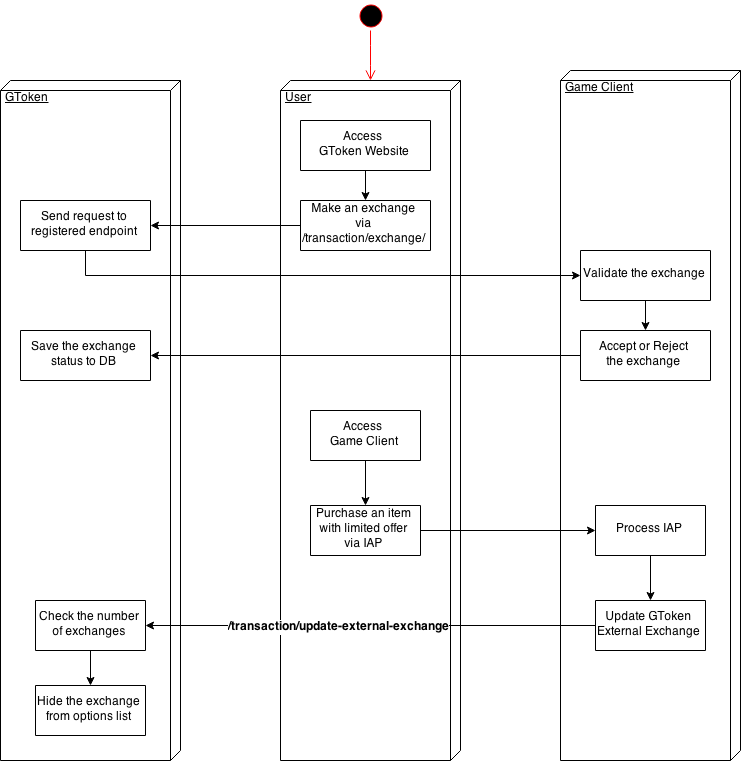 GToken
User
Game Client
Access
GToken Website
Make an exchange
via
/transaction/exchange/
Send request to
registered endpoint
Validate the exchange
Accept or Reject
the exchange
Save the exchange
status to DB
Access
Game Client
Purchase an item
with limited offer
via IAP
Process IAP
Update GToken
External Exchange
/transaction/update-external-exchange
Check the number
of exchanges
Hide the exchange
from options list